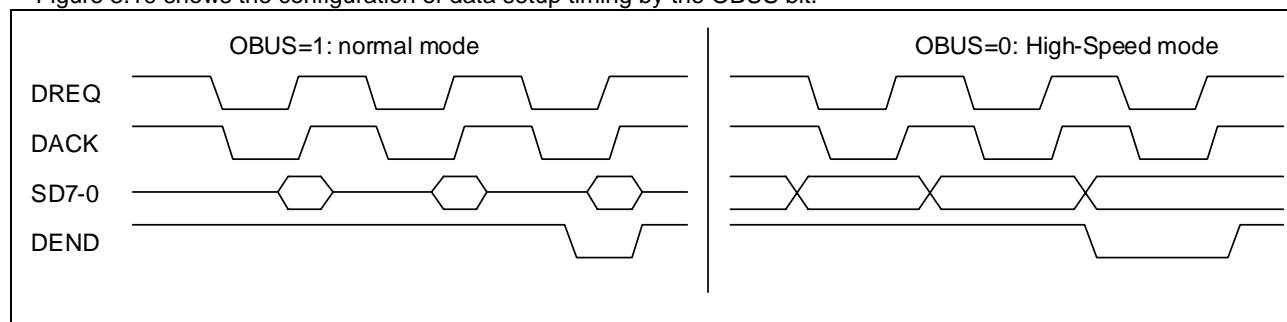 Figure 3.10 shows the configuration of data setup timing by the OBUS bit.
OBUS=1: normal mode
OBUS=0: High-Speed mode
DREQ
DACK
SD7-0
DEND